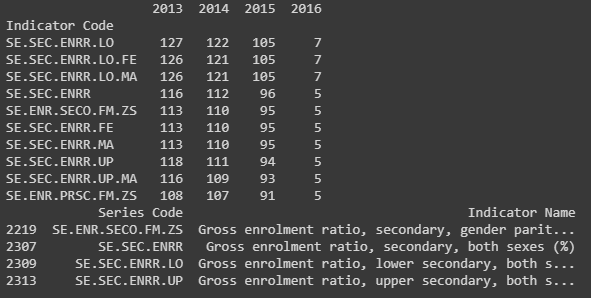 2013 2014 2015 2016
Indicator Code
SE.SEC.ENRR.LO 127 122 105 7
SE.SEC.ENRR.LO.FE 126 121 105 7
SE.SEC.ENRR.LO.MA 126 121 105 7
SE.SEC.ENRR 116 112 96 5
SE.ENR.SECO.FM.ZS 113 110 95 5
SE.SEC.ENRR.FE 113 110 95 5
SE.SEC.ENRR.MA 113 110 95 5
SE.SEC.ENRR.UP 118 111 94 5
SE.SEC.ENRR.UP.MA 116 109 93 5
SE.ENR.PRSC.FM.ZS 108 107 91 5
Series Code Indicator Name
2219 SE.ENR.SECO.FM.ZS Gross enrolment ratio, secondary, gender parit...
2307 SE.SEC.ENRR Gross enrolment ratio, secondary, both sexes (%)
2309 SE.SEC.ENRR.LO Gross enrolment ratio, lower secondary, both s...
2313 SE.SEC.ENRR.UP Gross enrolment ratio, upper secondary, both s...